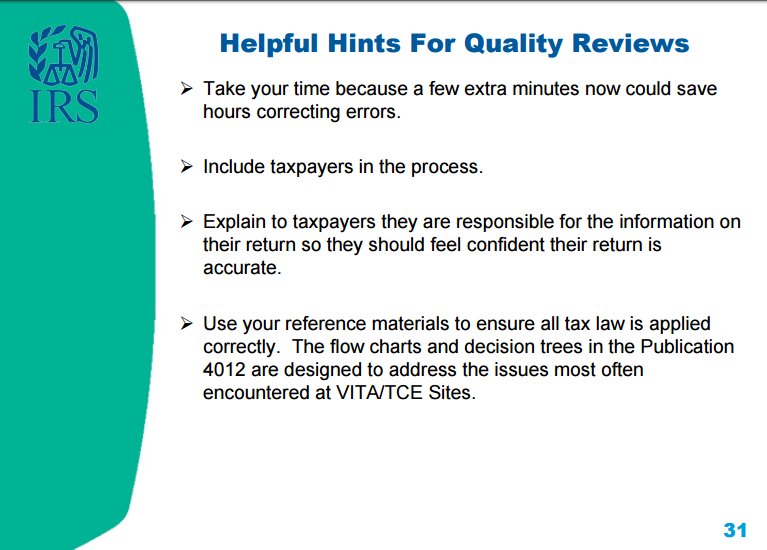 IRS
Helpful Hints For Quality Reviews
➢ Take your time because a few extra minutes now could save
hours correcting errors.
➢ Include taxpayers in the process.
➢ Explain to taxpayers they are responsible for the information on
their return so they should feel confident their return is
accurate.
➢ Use your reference materials to ensure all tax law is applied
correctly.  The flow charts and decision trees in the Publication
4012 are designed to address the issues most often
encountered at VITA/TCE Sites.
31